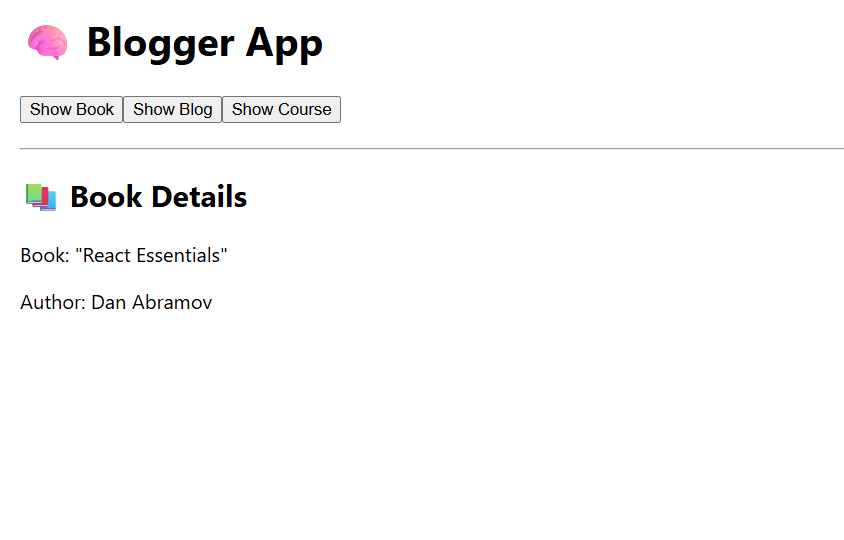 🧠 Blogger App
Show Book Show Blog Show Course
📚 Book Details
Book: "React Essentials"
Author: Dan Abramov